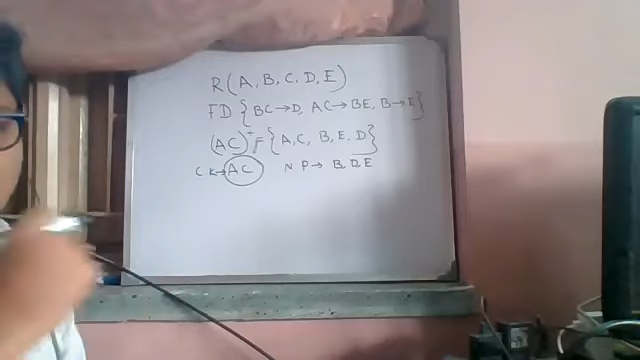 R(A, B, C, D, E)
FD {BC→D, AC→BE, B→E}
(AC)⁺ = {A, C, B, E, D}
CK→AC NP→ B, D, E